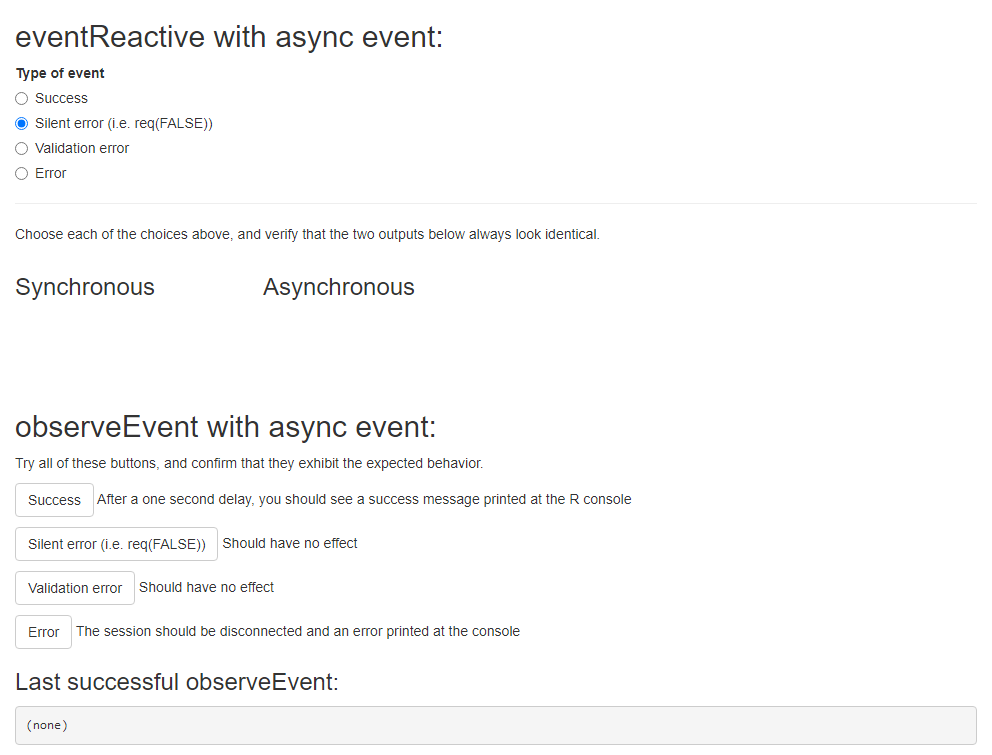 eventReactive with async event:
Type of event
Success
Silent error (i.e. req(FALSE))
Validation error
Error
Choose each of the choices above, and verify that the two outputs below always look identical.
Synchronous Asynchronous
observeEvent with async event:
Try all of these buttons, and confirm that they exhibit the expected behavior.
Success After a one second delay, you should see a success message printed at the R console
Silent error (i.e. req(FALSE)) Should have no effect
Validation error Should have no effect
Error The session should be disconnected and an error printed at the console
Last successful observeEvent:
(none)